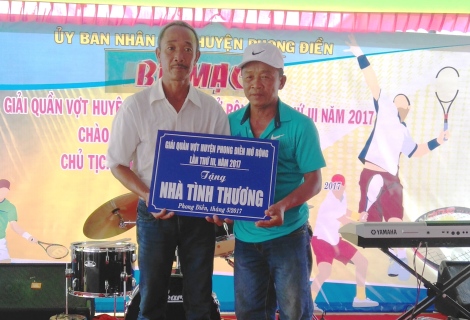 ỦY BAN NHÂN HUYỆN PHONG ĐIỀN
BẾ MẠC
GIẢI QUẦN VỢT HUYỆN THỨ III NĂM 2017
CHÀO
CHỦ TỊCH
2017
GIẢI QUẦN VỢT HUYỆN PHONG ĐIỀN MỞ RỘNG
LẦN THỨ III, NĂM 2017
Tặng
NHÀ TÌNH THƯƠNG
Phong Điền, tháng 5/2017
YAMAHA